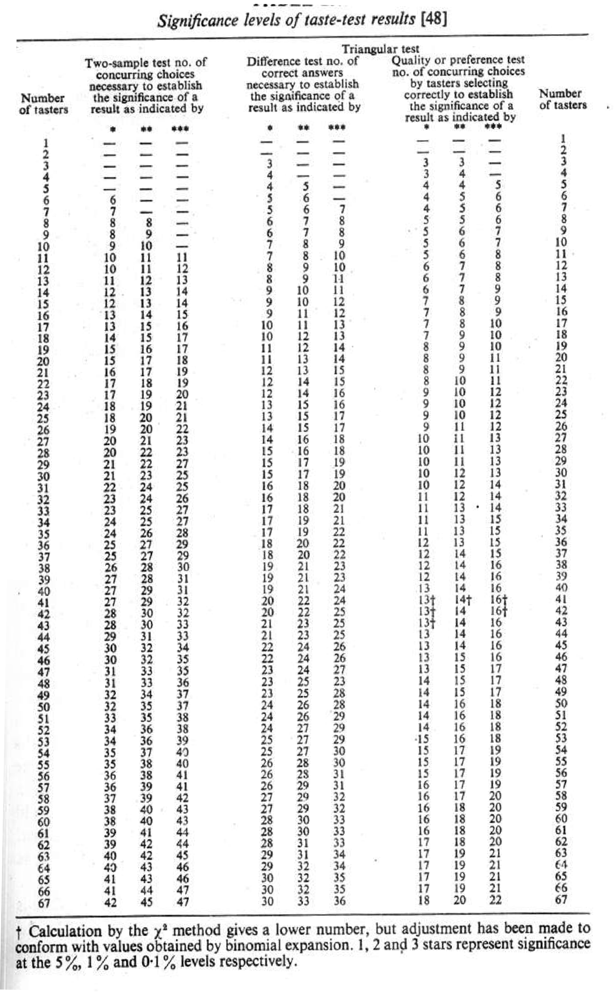 Significance levels of taste-test results [48]
Triangular test
Two-sample test no. of concurring choices necessary to establish the significance of a result as indicated by
Difference test no. of correct answers necessary to establish the significance of a result as indicated by
Quality or preference test no. of concurring choices by tasters selecting correctly to establish the significance of a result as indicated by
Number of tasters
Number of tasters
* ** *** * ** *** * ** ***
1 — — — — — — — — — 1
2 — — — — — — — — — 2
3 — — — 3 — — 3 3 — 3
4 — — — 4 — — 3 4 — 4
5 — — — 4 5 — 4 4 5 5
6 6 — — 5 6 — 4 5 6 6
7 7 — — 5 6 7 4 5 6 7
8 8 8 — 6 7 8 5 5 6 8
9 8 9 — 6 7 8 5 6 7 9
10 9 10 — 7 8 9 5 6 7 10
11 10 11 11 7 8 10 5 6 8 11
12 10 11 12 8 9 10 6 7 8 12
13 11 12 13 8 9 11 6 7 8 13
14 12 13 14 9 10 11 6 7 9 14
15 12 13 14 9 10 12 7 8 9 15
16 13 14 15 9 11 12 7 8 9 16
17 13 15 16 10 11 13 7 8 10 17
18 14 15 17 10 12 13 7 9 10 18
19 15 16 17 11 12 14 8 9 10 19
20 15 17 18 11 13 14 8 9 11 20
21 16 17 19 12 13 15 8 9 11 21
22 17 18 19 12 14 15 8 10 11 22
23 17 19 20 12 14 16 9 10 12 23
24 18 19 21 13 15 16 9 10 12 24
25 18 20 21 13 15 17 9 10 12 25
26 19 20 22 14 15 17 9 11 12 26
27 20 21 23 14 16 18 10 11 13 27
28 20 22 23 15 16 18 10 11 13 28
29 21 22 27 15 17 19 10 11 13 29
30 21 23 25 15 17 19 10 12 13 30
31 22 24 25 16 18 20 10 12 14 31
32 23 24 26 16 18 20 11 12 14 32
33 23 25 27 17 18 21 11 13 14 33
34 24 25 27 17 19 21 11 13 15 34
35 24 26 28 17 19 22 11 13 15 35
36 25 27 29 18 20 22 12 13 15 36
37 25 27 29 18 20 22 12 14 15 37
38 26 28 30 19 21 23 12 14 16 38
39 27 28 31 19 21 23 12 14 16 39
40 27 29 31 19 21 24 13 14 16 40
41 27 29 32 20 22 24 13† 14† 16† 41
42 28 30 32 20 22 25 13† 14 16† 42
43 28 30 33 21 23 25 13† 14 16 43
44 29 31 33 21 23 25 13 14 16 44
45 30 32 34 22 24 26 13 14 16 45
46 30 32 35 22 24 26 13 15 16 46
47 31 33 35 23 24 27 13 15 17 47
48 31 33 36 23 25 23 14 15 17 48
49 32 34 37 23 25 28 14 15 17 49
50 32 35 37 24 26 28 14 16 18 50
51 33 35 38 24 26 29 14 16 18 51
52 34 36 38 24 27 29 14 16 18 52
53 34 36 39 25 27 29 15 16 18 53
54 35 37 40 25 27 30 15 17 19 54
55 35 38 40 26 28 30 15 17 19 55
56 36 38 41 26 28 31 15 17 19 56
57 36 39 41 26 29 31 16 17 19 57
58 37 39 42 27 29 32 16 17 20 58
59 38 40 43 27 29 32 16 18 20 59
60 38 40 43 28 30 33 16 18 20 60
61 39 41 44 28 30 33 16 18 20 61
62 39 42 44 28 31 33 17 18 20 62
63 40 42 45 29 31 34 17 19 21 63
64 40 43 46 29 32 34 17 19 21 64
65 41 43 46 30 32 35 17 19 21 65
66 41 44 47 30 32 35 17 19 21 66
67 42 45 47 30 33 36 18 20 22 67
† Calculation by the χ² method gives a lower number, but adjustment has been made to
conform with values obtained by binomial expansion. 1, 2 and 3 stars represent significance
at the 5%, 1% and 0·1% levels respectively.